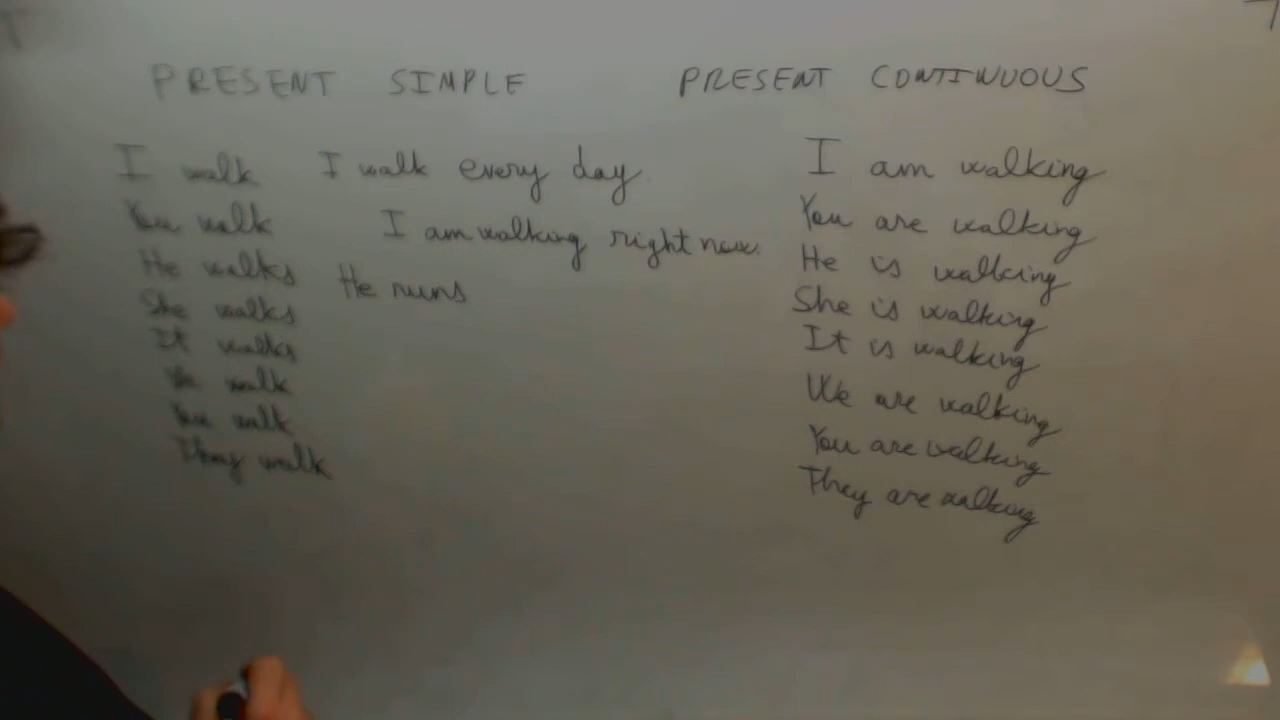 PRESENT SIMPLE
I walk
You walk
He walks
She walks
It walks
We walk
You walk
They walk
I walk every day.
I am walking right now.
He runs
PRESENT CONTINUOUS
I am walking
You are walking
He is walking
She is walking
It is walking
We are walking
You are walking
They are walking